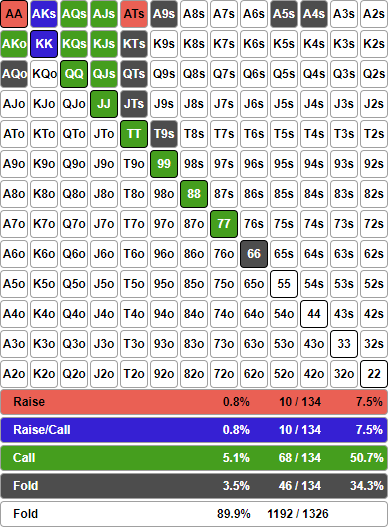 AA AKs AQs AJs ATs A9s A8s A7s A6s A5s A4s A3s A2s
AKo KK KQs KJs KTs K9s K8s K7s K6s K5s K4s K3s K2s
AQo KQo QQ QJs QTs Q9s Q8s Q7s Q6s Q5s Q4s Q3s Q2s
AJo KJo QJo JJ JTs J9s J8s J7s J6s J5s J4s J3s J2s
ATo KTo QTo JTo TT T9s T8s T7s T6s T5s T4s T3s T2s
A9o K9o Q9o J9o T9o 99 98s 97s 96s 95s 94s 93s 92s
A8o K8o Q8o J8o T8o 98o 88 87s 86s 85s 84s 83s 82s
A7o K7o Q7o J7o T7o 97o 87o 77 76s 75s 74s 73s 72s
A6o K6o Q6o J6o T6o 96o 86o 76o 66 65s 64s 63s 62s
A5o K5o Q5o J5o T5o 95o 85o 75o 65o 55 54s 53s 52s
A4o K4o Q4o J4o T4o 94o 84o 74o 64o 54o 44 43s 42s
A3o K3o Q3o J3o T3o 93o 83o 73o 63o 53o 43o 33 32s
A2o K2o Q2o J2o T2o 92o 82o 72o 62o 52o 42o 32o 22
Raise 0.8% 10 / 134 7.5%
Raise/Call 0.8% 10 / 134 7.5%
Call 5.1% 68 / 134 50.7%
Fold 3.5% 46 / 134 34.3%
Fold 89.9% 1192 / 1326